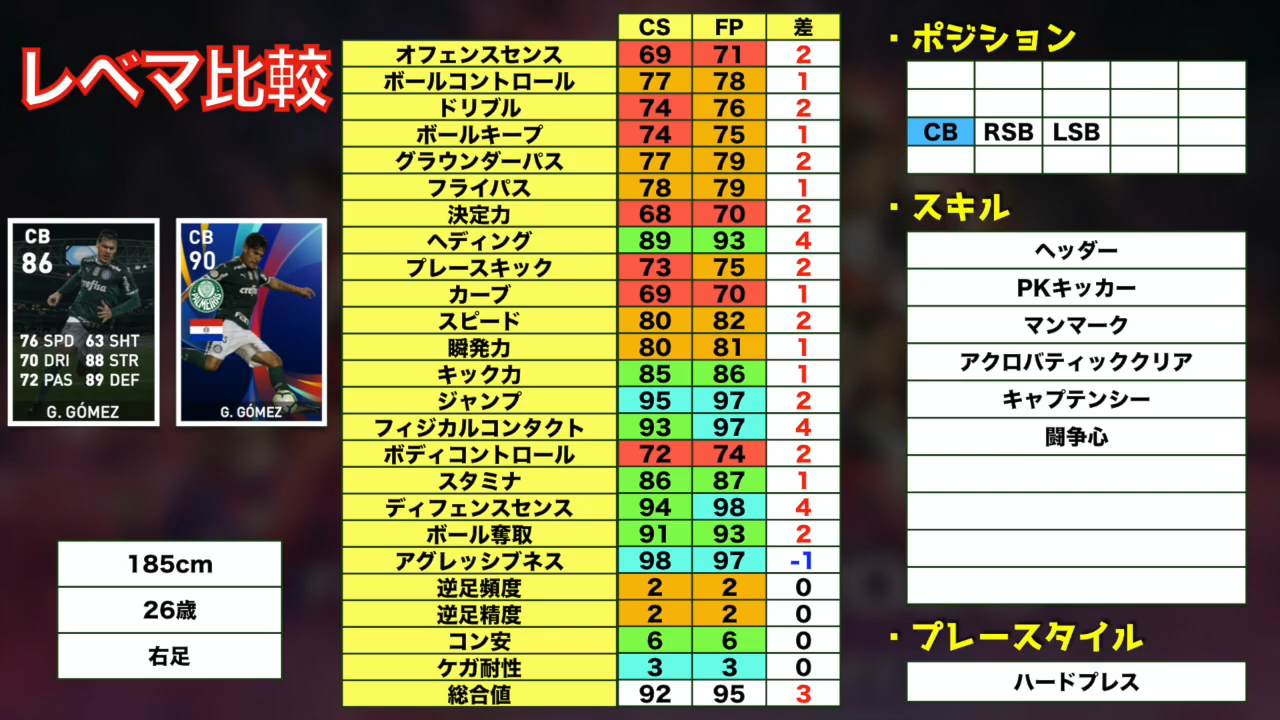 レベマ比較
CB
86
76 SPD 63 SHT
70 DRI 88 STR
72 PAS 89 DEF
G. GÓMEZ
CB
90
PALMEIRAS
G. GÓMEZ
185cm
26歳
右足
CS FP 差
オフェンスセンス 69 71 2
ボールコントロール 77 78 1
ドリブル 74 76 2
ボールキープ 74 75 1
グラウンダーパス 77 79 2
フライパス 78 79 1
決定力 68 70 2
ヘディング 89 93 4
プレースキック 73 75 2
カーブ 69 70 1
スピード 80 82 2
瞬発力 80 81 1
キック力 85 86 1
ジャンプ 95 97 2
フィジカルコンタクト 93 97 4
ボディコントロール 72 74 2
スタミナ 86 87 1
ディフェンスセンス 94 98 4
ボール奪取 91 93 2
アグレッシブネス 98 97 -1
逆足頻度 2 2 0
逆足精度 2 2 0
コン安 6 6 0
ケガ耐性 3 3 0
総合値 92 95 3
・ポジション
CB RSB LSB
・スキル
ヘッダー
PKキッカー
マンマーク
アクロバティッククリア
キャプテンシー
闘争心
・プレースタイル
ハードプレス